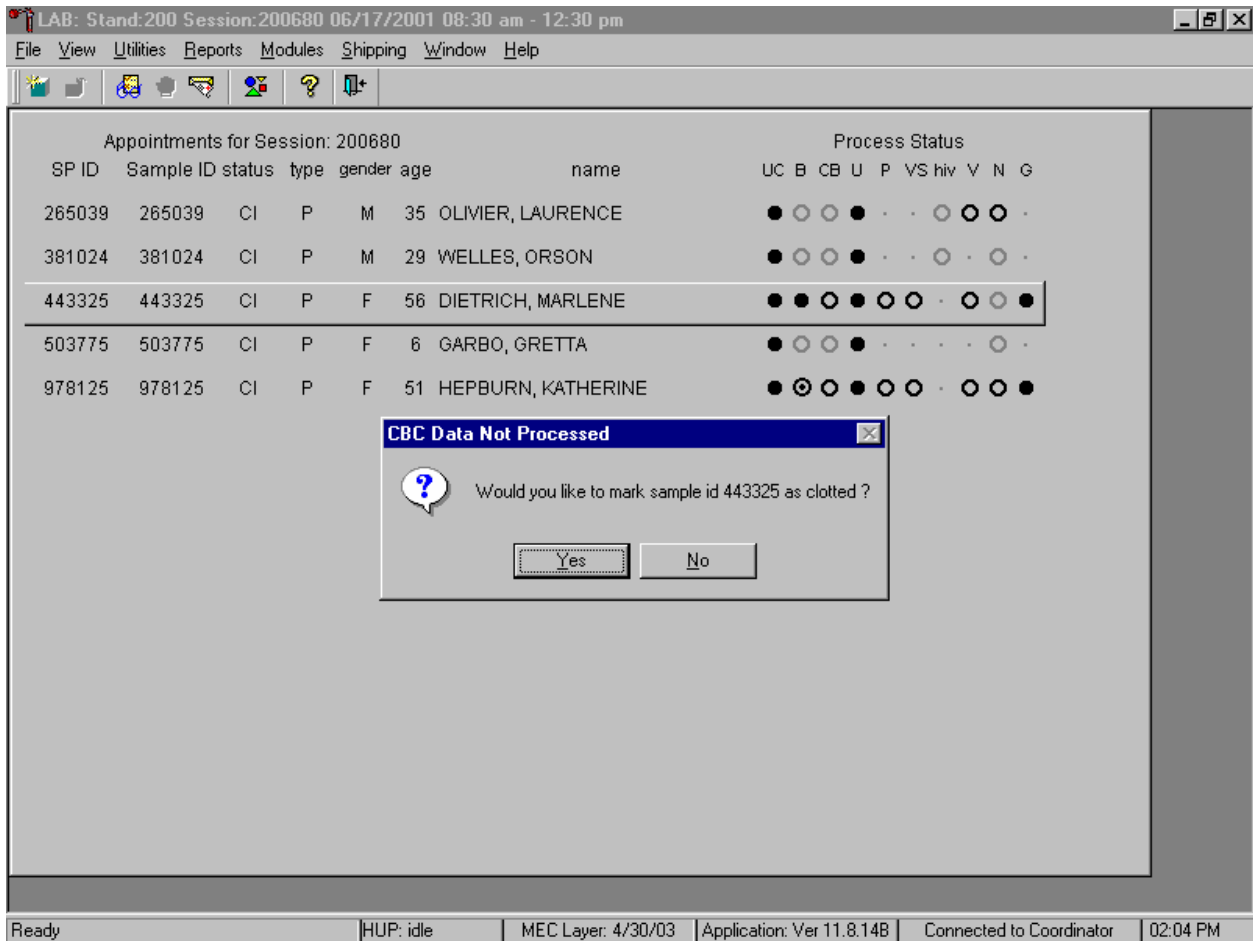 LAB: Stand:200 Session:200680 06/17/2001 08:30 am - 12:30 pm
File View Utilities Reports Modules Shipping Window Help
Appointments for Session: 200680 Process Status
SP ID Sample ID status type gender age name UC B CB U P VS hiv V N G
265039 265039 CI P M 35 OLIVIER, LAURENCE
381024 381024 CI P M 29 WELLES, ORSON
443325 443325 CI P F 56 DIETRICH, MARLENE
503775 503775 CI P F 6 GARBO, GRETTA
978125 978125 CI P F 51 HEPBURN, KATHERINE
CBC Data Not Processed
Would you like to mark sample id 443325 as clotted ?
Yes No
Ready HUP: idle MEC Layer: 4/30/03 Application: Ver 11.8.14B Connected to Coordinator 02:04 PM